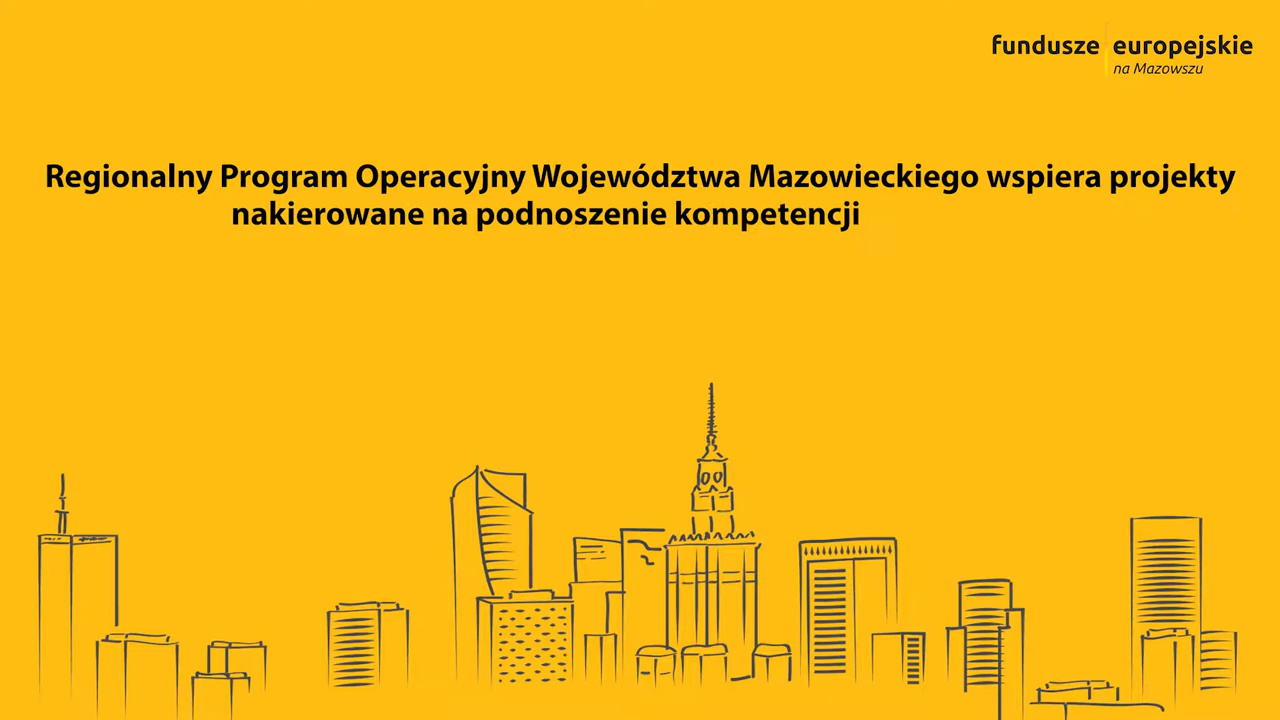 fundusze europejskie
na Mazowszu
Regionalny Program Operacyjny Województwa Mazowieckiego wspiera projekty
nakierowane na podnoszenie kompetencji